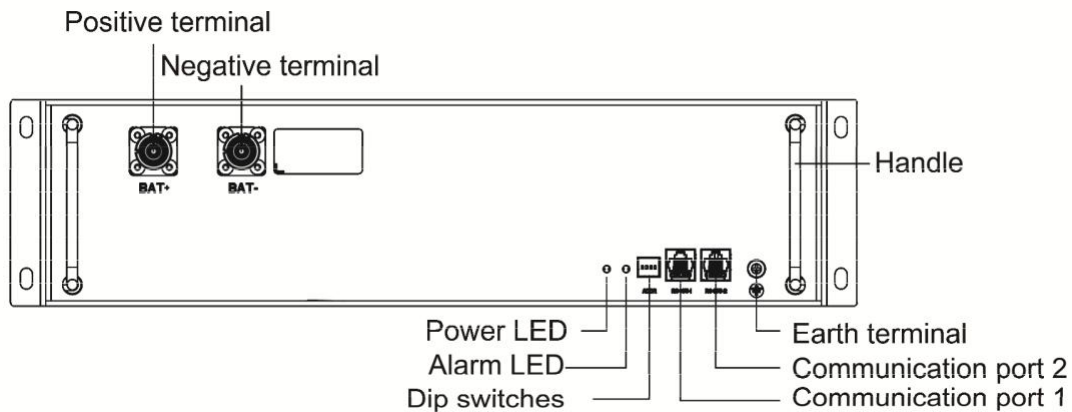 Positive terminal
Negative terminal
BAT+
BAT-
Handle
Power LED
Alarm LED
Dip switches
Earth terminal
Communication port 2
Communication port 1